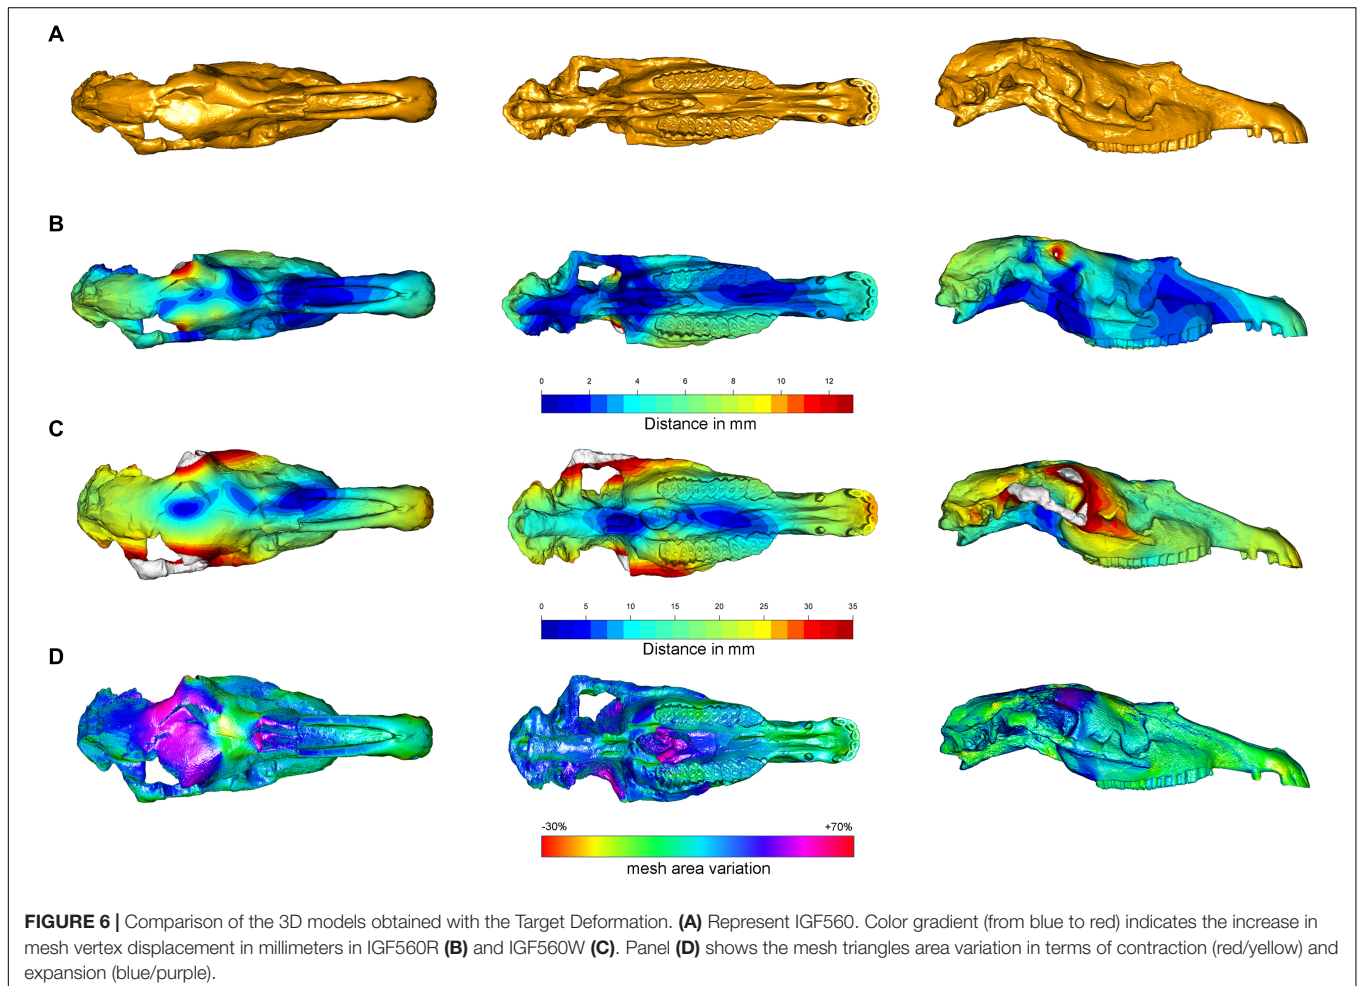 A
B
0 2 4 6 8 10 12
Distance in mm
C
0 5 10 15 20 25 30 35
Distance in mm
D
-30% +70%
mesh area variation
FIGURE 6 | Comparison of the 3D models obtained with the Target Deformation. (A) Represent IGF560. Color gradient (from blue to red) indicates the increase in
mesh vertex displacement in millimeters in IGF560R (B) and IGF560W (C). Panel (D) shows the mesh triangles area variation in terms of contraction (red/yellow) and
expansion (blue/purple).